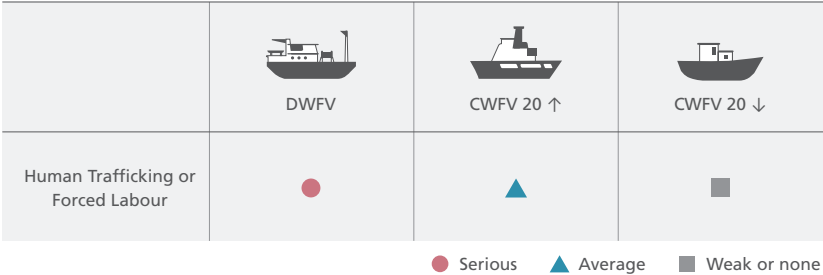 DWFV
CWFV 20 ↑
CWFV 20 ↓
Human Trafficking or
Forced Labour
Serious
Average
Weak or none